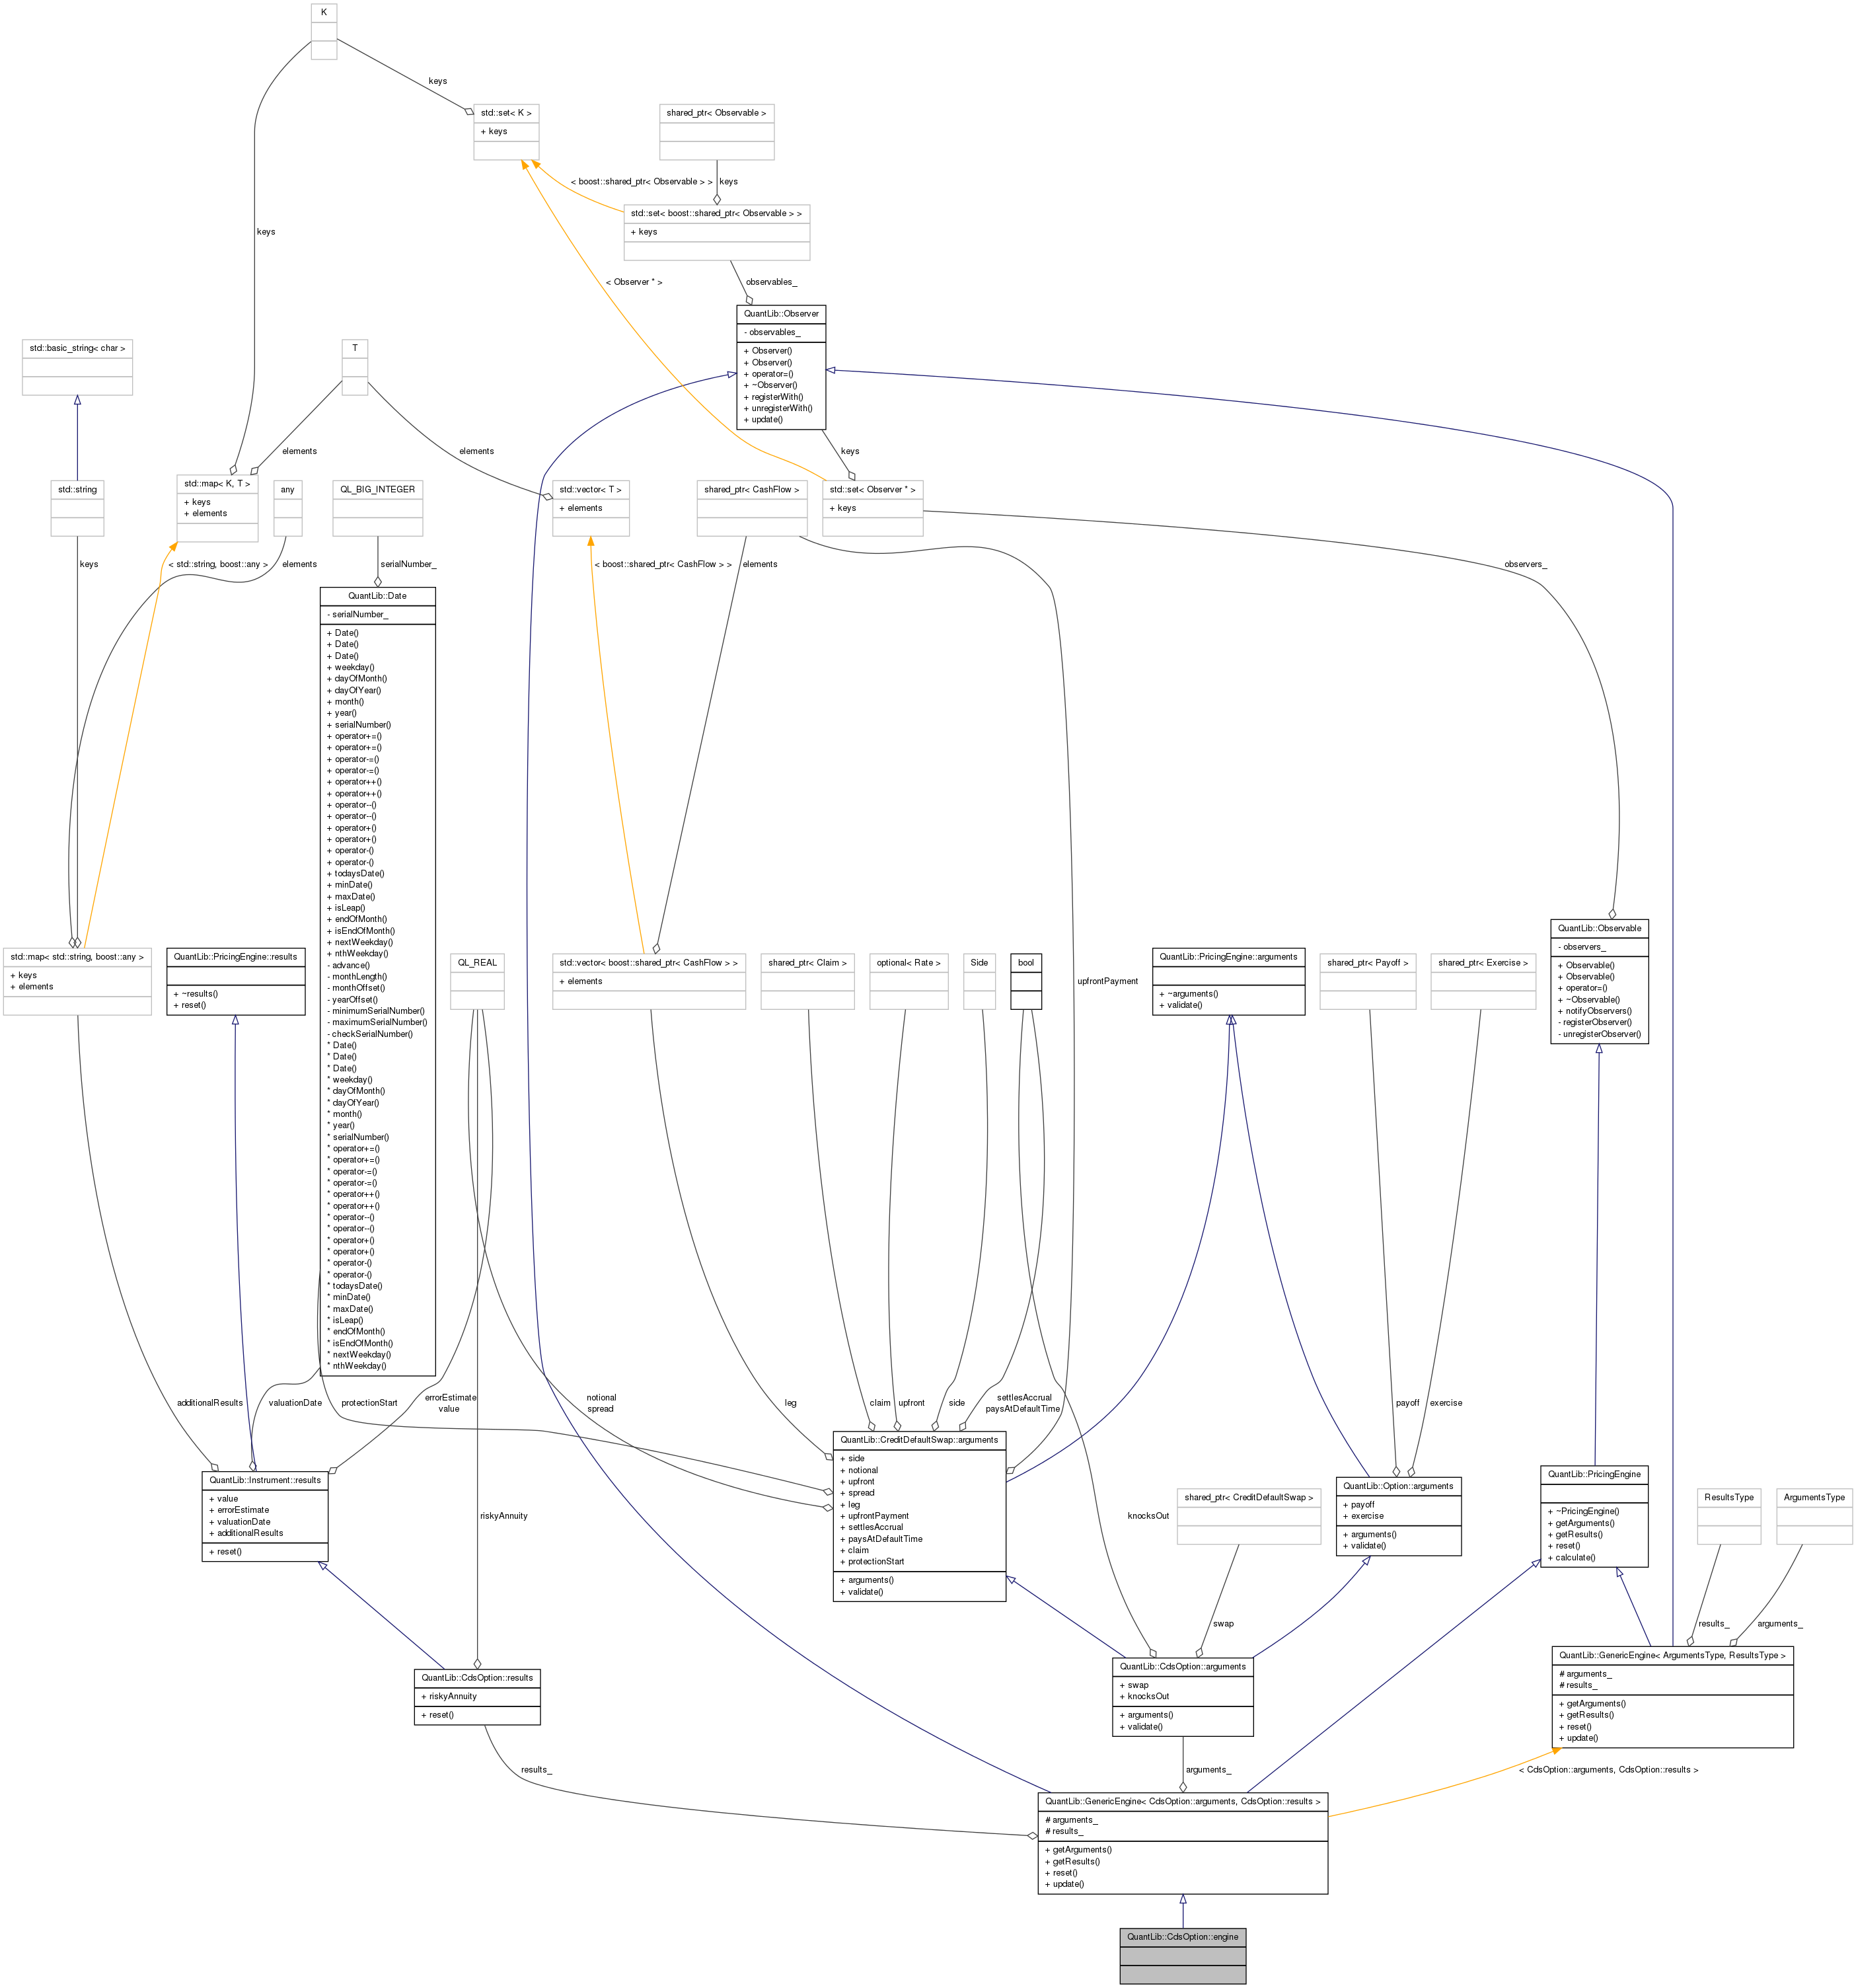 K
keys
std::set< K >
+ keys
shared_ptr< Observable >
< boost::shared_ptr< Observable > >
keys
std::set< boost::shared_ptr< Observable > >
+ keys
keys
< Observer * >
observables_
QuantLib::Observer
- observables_
+ Observer()
+ Observer()
+ operator=()
+ ~Observer()
+ registerWith()
+ unregisterWith()
+ update()
std::basic_string< char >
T
elements
elements
keys
std::string
std::map< K, T >
+ keys
+ elements
any
QL_BIG_INTEGER
std::vector< T >
+ elements
shared_ptr< CashFlow >
std::set< Observer * >
+ keys
keys
< std::string, boost::any >
elements
serialNumber_
< boost::shared_ptr< CashFlow > >
elements
observers_
QuantLib::Date
- serialNumber_
+ Date()
+ Date()
+ Date()
+ weekday()
+ dayOfMonth()
+ dayOfYear()
+ month()
+ year()
+ serialNumber()
+ operator+=()
+ operator+=()
+ operator-=()
+ operator-=()
+ operator++()
+ operator++()
+ operator--()
+ operator--()
+ operator+()
+ operator+()
+ operator-()
+ operator-()
+ todaysDate()
+ minDate()
+ maxDate()
+ isLeap()
+ endOfMonth()
+ isEndOfMonth()
+ nextWeekday()
+ nthWeekday()
- advance()
- monthLength()
- monthOffset()
- yearOffset()
- minimumSerialNumber()
- maximumSerialNumber()
- checkSerialNumber()
* Date()
* Date()
* Date()
* weekday()
* dayOfMonth()
* dayOfYear()
* month()
* year()
* serialNumber()
* operator+=()
* operator+=()
* operator-=()
* operator-=()
* operator++()
* operator++()
* operator--()
* operator--()
* operator+()
* operator+()
* operator-()
* operator-()
* todaysDate()
* minDate()
* maxDate()
* isLeap()
* endOfMonth()
* isEndOfMonth()
* nextWeekday()
* nthWeekday()
std::map< std::string, boost::any >
+ keys
+ elements
QuantLib::PricingEngine::results
+ ~results()
+ reset()
QL_REAL
std::vector< boost::shared_ptr< CashFlow > >
+ elements
shared_ptr< Claim >
optional< Rate >
Side
bool
upfrontPayment
QuantLib::PricingEngine::arguments
+ ~arguments()
+ validate()
shared_ptr< Payoff >
shared_ptr< Exercise >
QuantLib::Observable
- observers_
+ Observable()
+ Observable()
+ operator=()
+ ~Observable()
+ notifyObservers()
- registerObserver()
- unregisterObserver()
additionalResults
valuationDate
protectionStart
errorEstimate
value
notional
spread
leg
claim
upfront
side
settlesAccrual
paysAtDefaultTime
payoff
exercise
QuantLib::Instrument::results
+ value
+ errorEstimate
+ valuationDate
+ additionalResults
+ reset()
riskyAnnuity
QuantLib::CreditDefaultSwap::arguments
+ side
+ notional
+ upfront
+ spread
+ leg
+ upfrontPayment
+ settlesAccrual
+ paysAtDefaultTime
+ claim
+ protectionStart
+ arguments()
+ validate()
knocksOut
shared_ptr< CreditDefaultSwap >
QuantLib::Option::arguments
+ payoff
+ exercise
+ arguments()
+ validate()
QuantLib::PricingEngine
+ ~PricingEngine()
+ getArguments()
+ getResults()
+ reset()
+ calculate()
ResultsType
ArgumentsType
swap
results_
arguments_
QuantLib::CdsOption::results
+ riskyAnnuity
+ reset()
QuantLib::CdsOption::arguments
+ swap
+ knocksOut
+ arguments()
+ validate()
QuantLib::GenericEngine< ArgumentsType, ResultsType >
# arguments_
# results_
+ getArguments()
+ getResults()
+ reset()
+ update()
results_
arguments_
< CdsOption::arguments, CdsOption::results >
QuantLib::GenericEngine< CdsOption::arguments, CdsOption::results >
# arguments_
# results_
+ getArguments()
+ getResults()
+ reset()
+ update()
QuantLib::CdsOption::engine